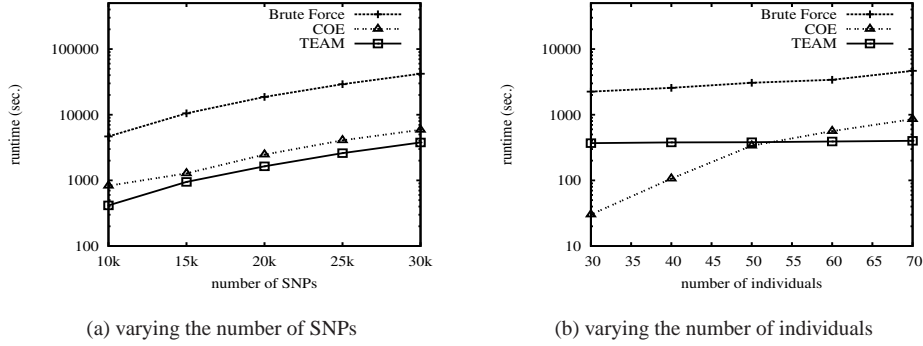 Brute Force
COE
TEAM
100000
10000
1000
100
runtime (sec.)
10k 15k 20k 25k 30k
number of SNPs
(a) varying the number of SNPs
Brute Force
COE
TEAM
10000
1000
100
10
runtime (sec.)
30 35 40 45 50 55 60 65 70
number of individuals
(b) varying the number of individuals